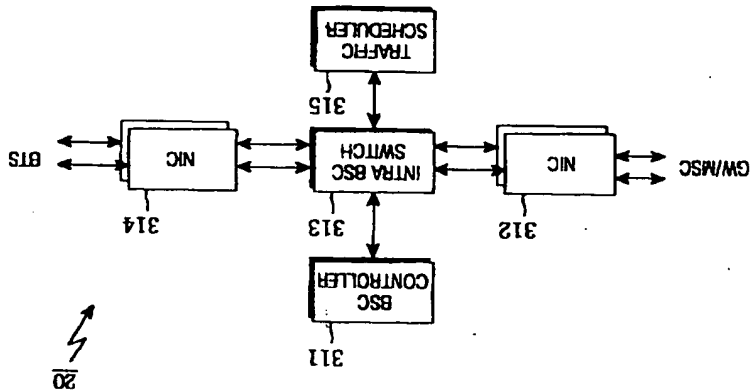 20
311
BSC
CONTROLLER
312
313
314
GW/MSC
NIC
INTRA BSC
SWITCH
NIC
BTS
315
TRAFFIC
SCHEDULER